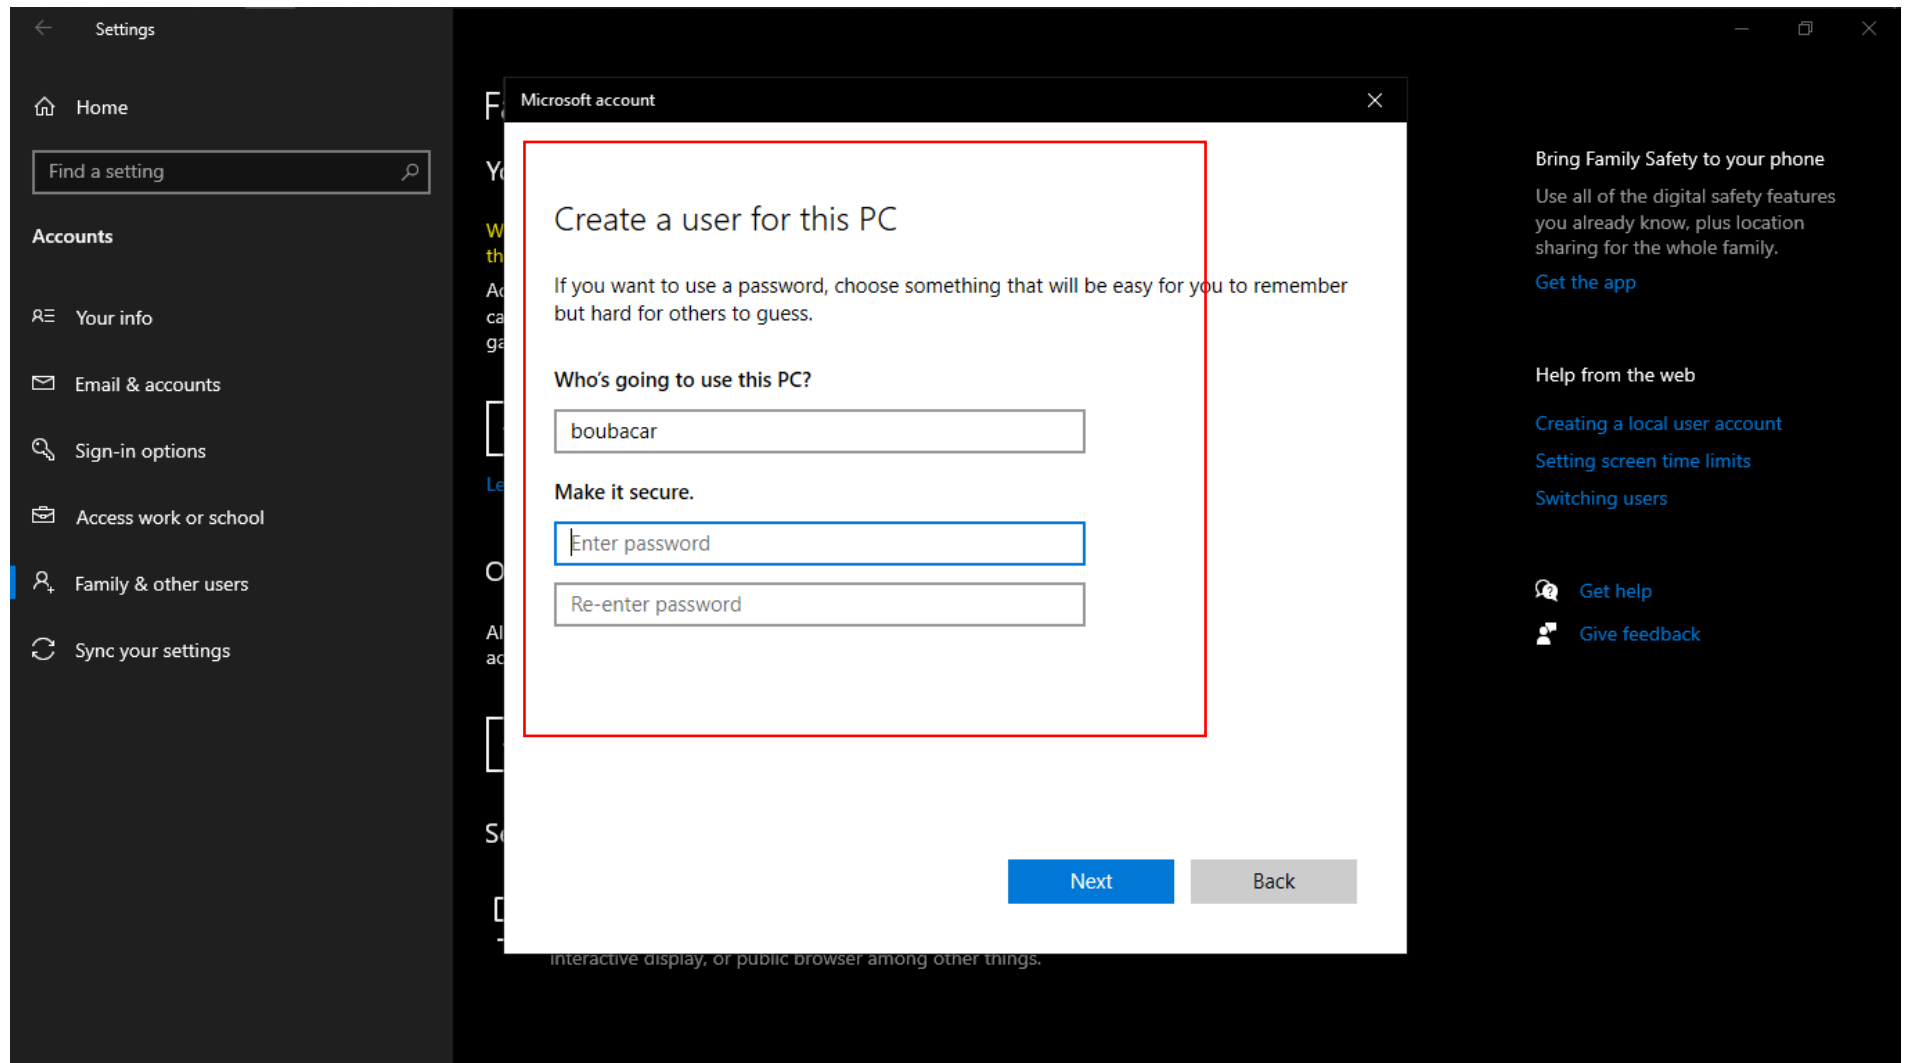 Settings
Home
Find a setting
Accounts
Your info
Email & accounts
Sign-in options
Access work or school
Family & other users
Sync your settings
Microsoft account
Create a user for this PC
If you want to use a password, choose something that will be easy for you to remember
but hard for others to guess.
Who's going to use this PC?
boubacar
Make it secure.
Enter password
Re-enter password
Next
Back
interactive display, or public browser among other things.
Bring Family Safety to your phone
Use all of the digital safety features
you already know, plus location
sharing for the whole family.
Get the app
Help from the web
Creating a local user account
Setting screen time limits
Switching users
Get help
Give feedback